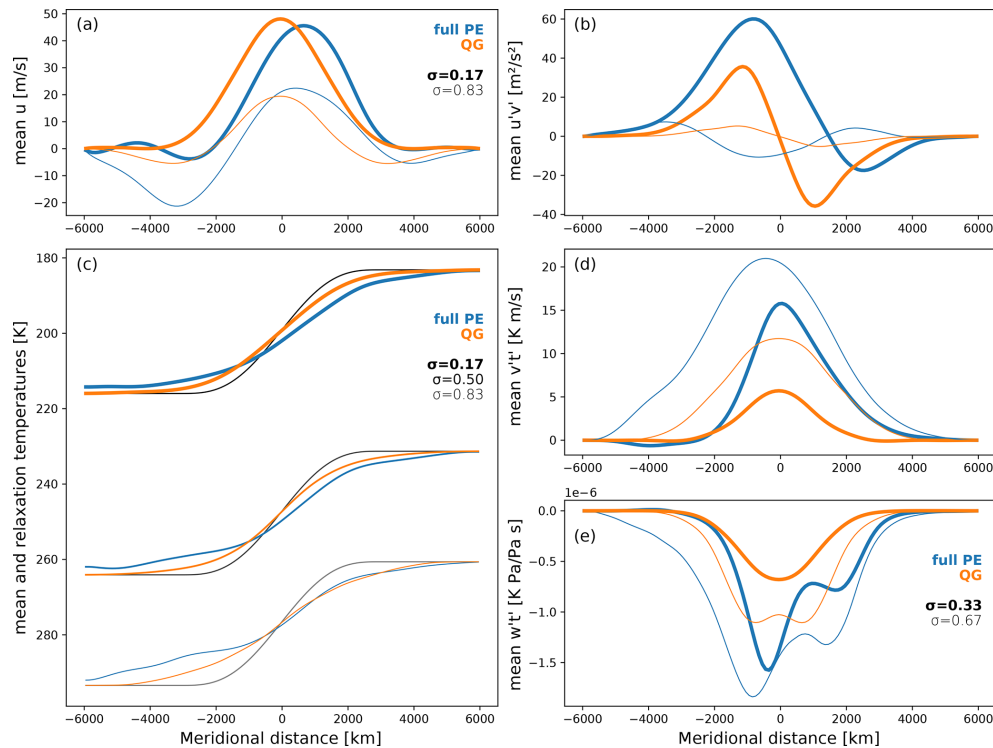 (a)
full PE
QG
σ=0.17
σ=0.83
mean u [m/s]
50
40
30
20
10
0
−10
−20
−6000 −4000 −2000 0 2000 4000 6000
(b)
mean u'v' [m²/s²]
60
40
20
0
−20
−40
−6000 −4000 −2000 0 2000 4000 6000
(c)
full PE
QG
σ=0.17
σ=0.50
σ=0.83
mean and relaxation temperatures [K]
180
200
220
240
260
280
−6000 −4000 −2000 0 2000 4000 6000
Meridional distance [km]
(d)
mean v't' [K m/s]
20
15
10
5
0
−6000 −4000 −2000 0 2000 4000 6000
1e−6
(e)
full PE
QG
σ=0.33
σ=0.67
mean w't' [K Pa/Pa s]
0.0
−0.5
−1.0
−1.5
−6000 −4000 −2000 0 2000 4000 6000
Meridional distance [km]